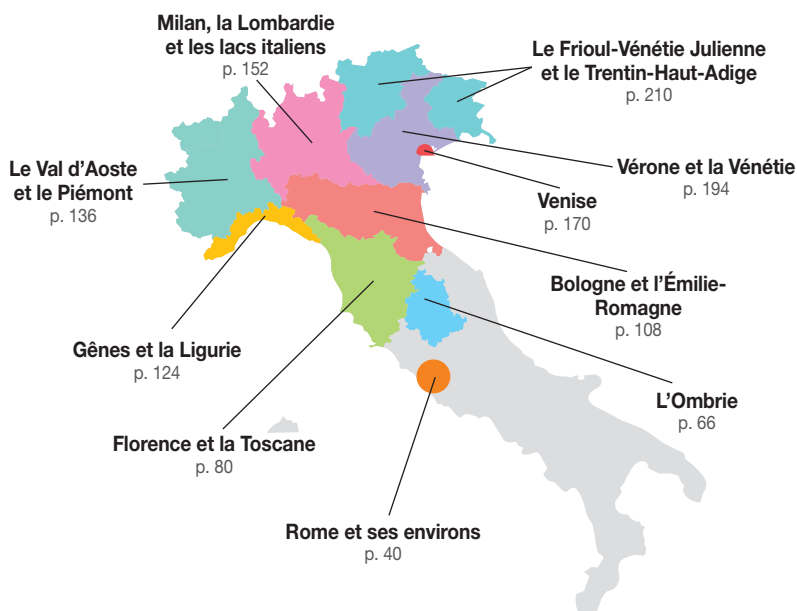 Milan, la Lombardie
et les lacs italiens
p. 152
Le Frioul-Vénétie Julienne
et le Trentin-Haut-Adige
p. 210
Le Val d'Aoste
et le Piémont
p. 136
Vérone et la Vénétie
p. 194
Venise
p. 170
Bologne et l'Émilie-
Romagne
p. 108
Gênes et la Ligurie
p. 124
L'Ombrie
p. 66
Florence et la Toscane
p. 80
Rome et ses environs
p. 40